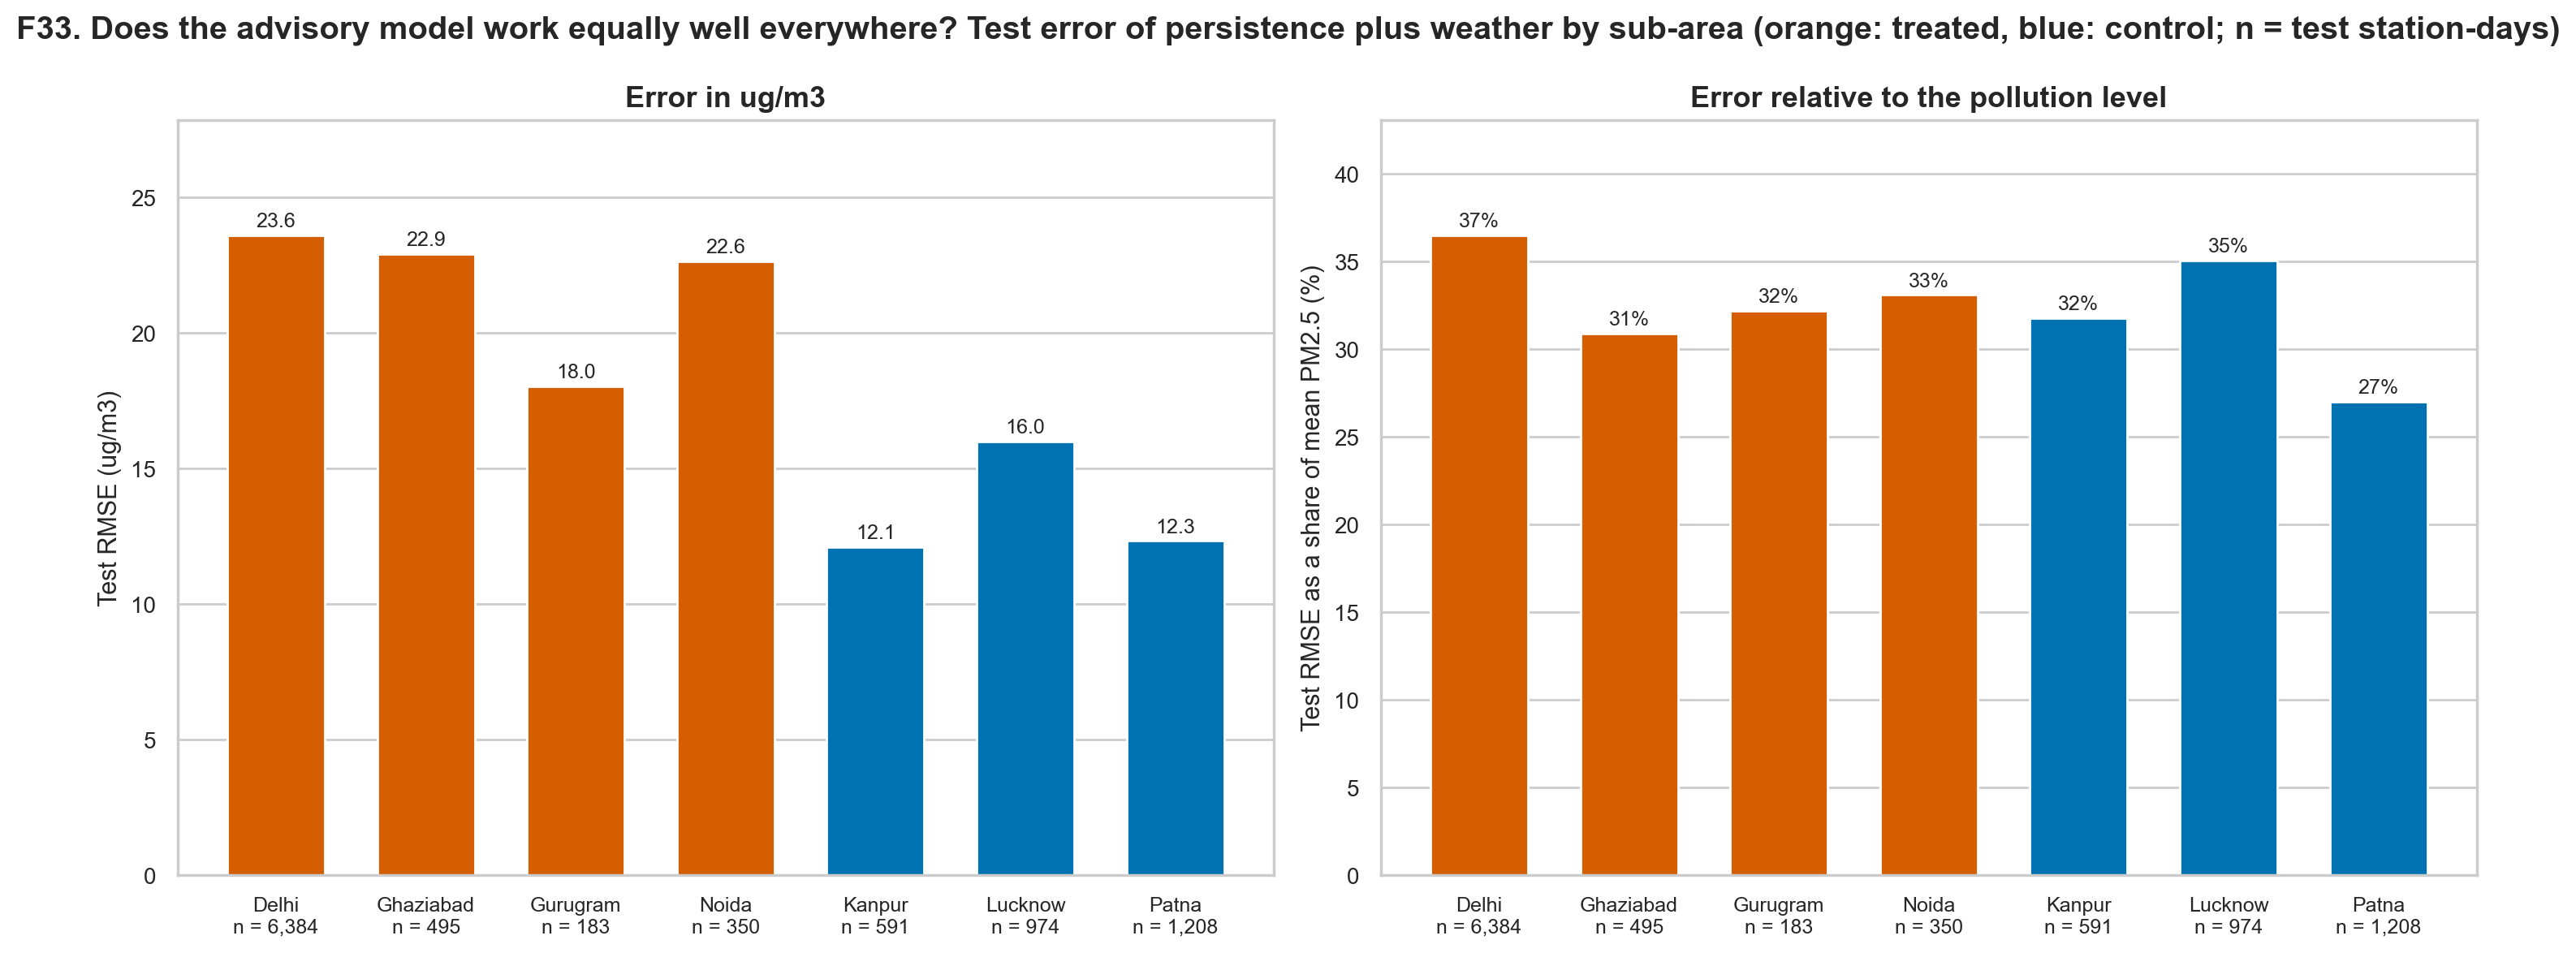 F33. Does the advisory model work equally well everywhere? Test error of persistence plus weather by sub-area (orange: treated, blue: control; n = test station-days)
Error in ug/m3
Test RMSE (ug/m3)
25
20
15
10
5
0
23.6
22.9
18.0
22.6
12.1
16.0
12.3
Delhi
n = 6,384
Ghaziabad
n = 495
Gurugram
n = 183
Noida
n = 350
Kanpur
n = 591
Lucknow
n = 974
Patna
n = 1,208
Error relative to the pollution level
Test RMSE as a share of mean PM2.5 (%)
40
35
30
25
20
15
10
5
0
37%
31%
32%
33%
32%
35%
27%
Delhi
n = 6,384
Ghaziabad
n = 495
Gurugram
n = 183
Noida
n = 350
Kanpur
n = 591
Lucknow
n = 974
Patna
n = 1,208